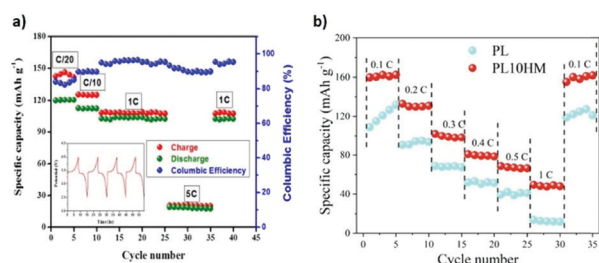 a)
Specific capacity (mAh g⁻¹)
180
150
120
90
60
30
0
C/20
C/10
1C
1C
5C
Charge
Discharge
Columbic Efficiency
Time (h)
100
80
60
40
20
0
Columbic Efficiency (%)
0 5 10 15 20 25 30 35 40 45
Cycle number
b)
Specific capacity (mAh g⁻¹)
200
160
120
80
40
0
PL
PL10HM
0.1 C
0.2 C
0.3 C
0.4 C
0.5 C
1 C
0.1 C
0 5 10 15 20 25 30 35
Cycle number